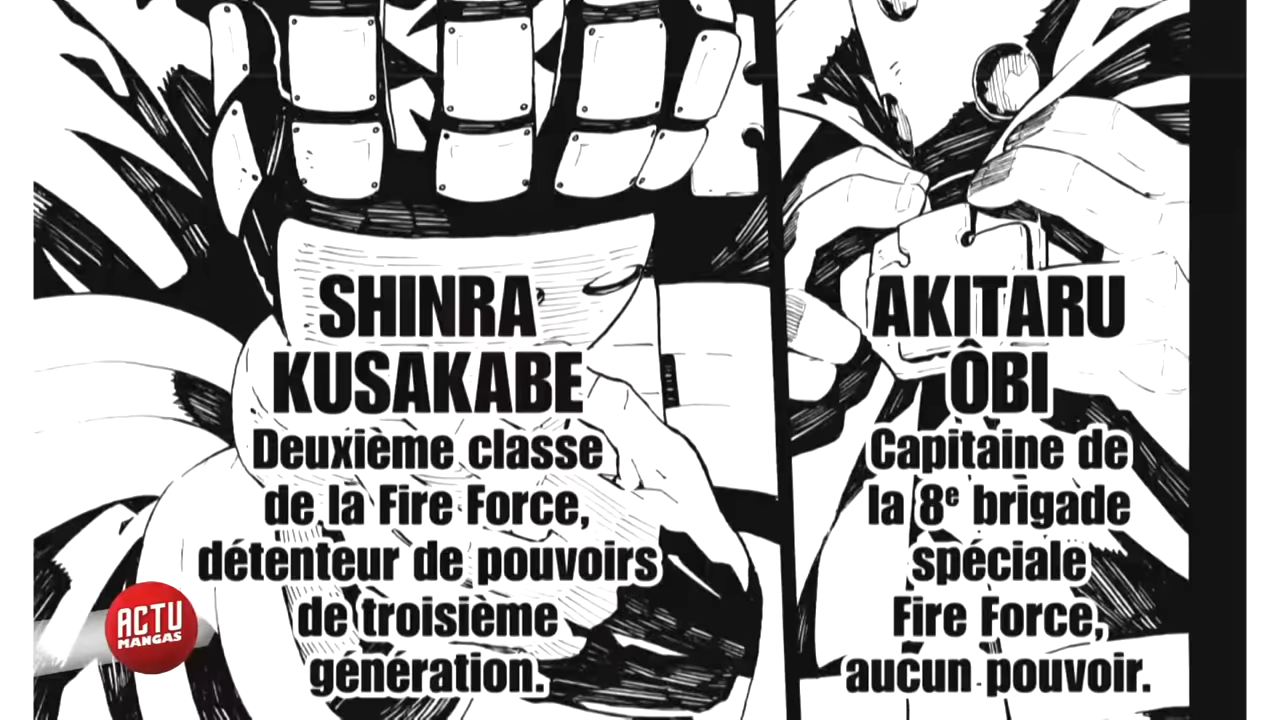 SHINRA
KUSAKABE
Deuxième classe
de la Fire Force,
détenteur de pouvoirs
de troisième
génération.
AKITARU
ÔBI
Capitaine de
la 8e brigade
spéciale
Fire Force,
aucun pouvoir.
ACTU
MANGAS